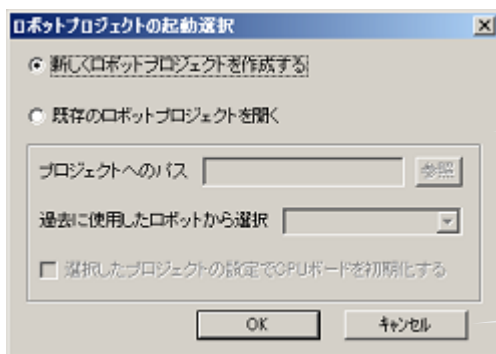 ロボットプロジェクトの起動選択
新しくロボットプロジェクトを作成する
既存のロボットプロジェクトを開く
プロジェクトへのパス 参照
過去に使用したロボットから選択
選択したプロジェクトの設定でCPUボードを初期化する
OK キャンセル